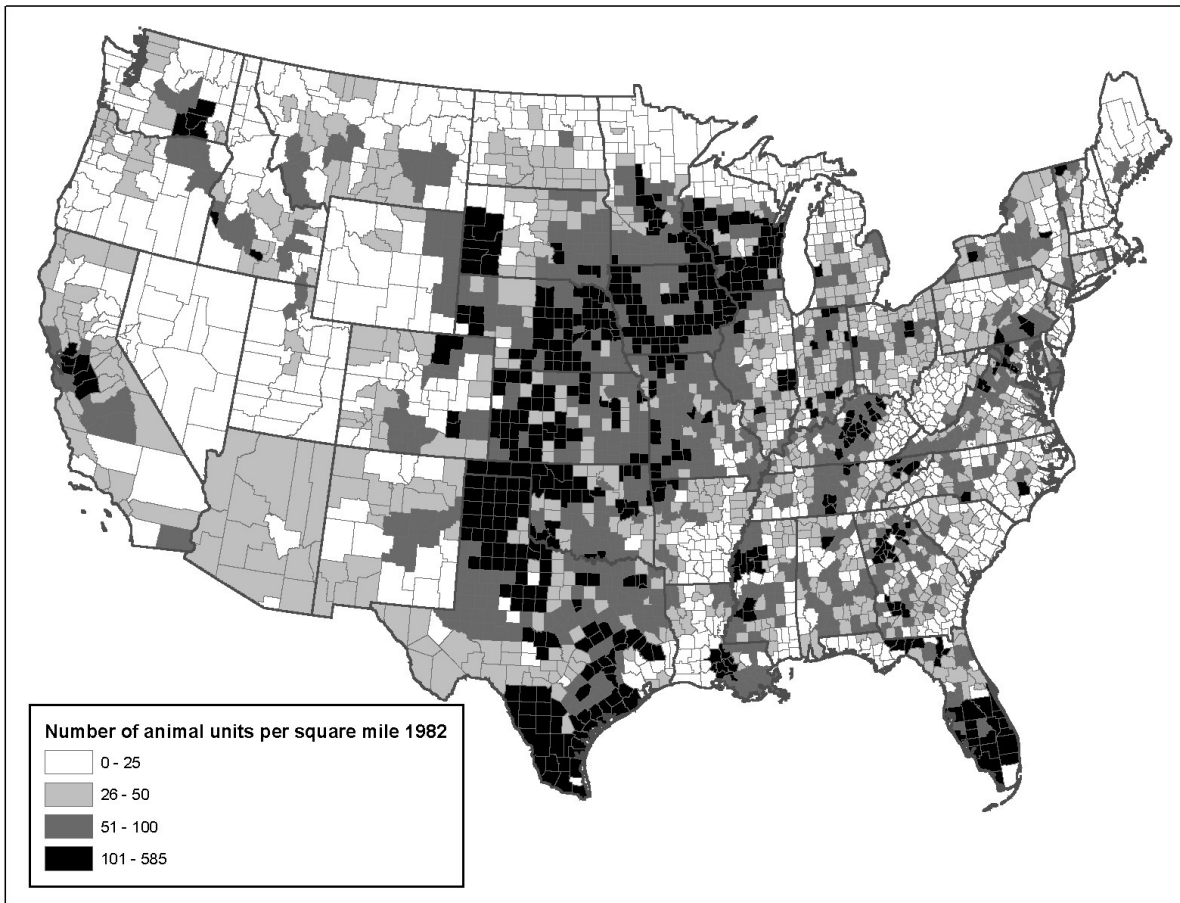 Number of animal units per square mile 1982
0 - 25
26 - 50
51 - 100
101 - 585